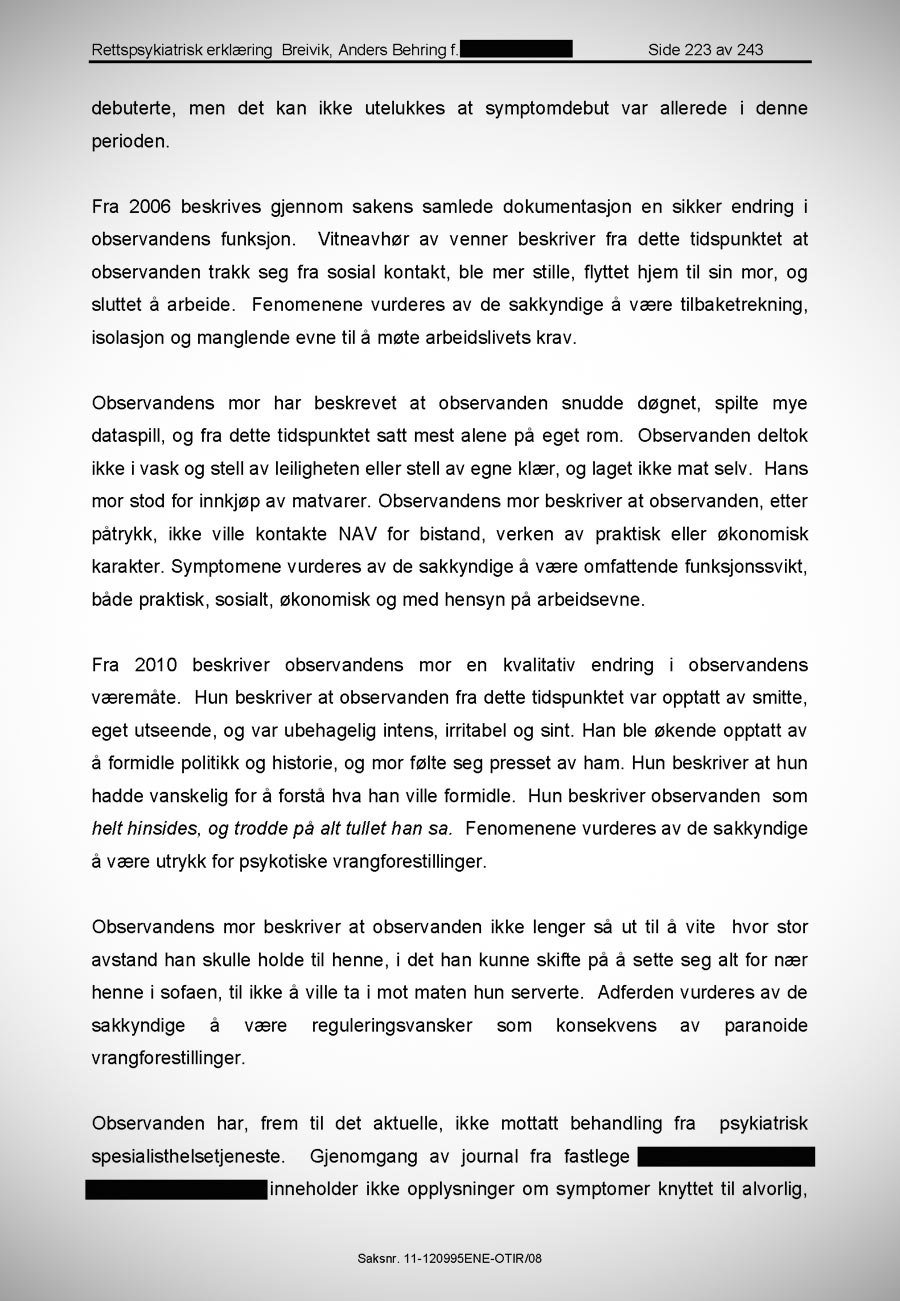 Rettspsykiatrisk erklæring Breivik, Anders Behring f. Side 223 av 243
debuterte, men det kan ikke utelukkes at symptomdebut var allerede i denne
perioden.
Fra 2006 beskrives gjennom sakens samlede dokumentasjon en sikker endring i
observandens funksjon. Vitneavhør av venner beskriver fra dette tidspunktet at
observanden trakk seg fra sosial kontakt, ble mer stille, flyttet hjem til sin mor, og
sluttet å arbeide. Fenomenene vurderes av de sakkyndige å være tilbaketrekning,
isolasjon og manglende evne til å møte arbeidslivets krav.
Observandens mor har beskrevet at observanden snudde døgnet, spilte mye
dataspill, og fra dette tidspunktet satt mest alene på eget rom. Observanden deltok
ikke i vask og stell av leiligheten eller stell av egne klær, og laget ikke mat selv. Hans
mor stod for innkjøp av matvarer. Observandens mor beskriver at observanden, etter
påtrykk, ikke ville kontakte NAV for bistand, verken av praktisk eller økonomisk
karakter. Symptomene vurderes av de sakkyndige å være omfattende funksjonssvikt,
både praktisk, sosialt, økonomisk og med hensyn på arbeidsevne.
Fra 2010 beskriver observandens mor en kvalitativ endring i observandens
væremåte. Hun beskriver at observanden fra dette tidspunktet var opptatt av smitte,
eget utseende, og var ubehagelig intens, irritabel og sint. Han ble økende opptatt av
å formidle politikk og historie, og mor følte seg presset av ham. Hun beskriver at hun
hadde vanskelig for å forstå hva han ville formidle. Hun beskriver observanden som
helt hinsides, og trodde på alt tullet han sa. Fenomenene vurderes av de sakkyndige
å være utrykk for psykotiske vrangforestillinger.
Observandens mor beskriver at observanden ikke lenger så ut til å vite hvor stor
avstand han skulle holde til henne, i det han kunne skifte på å sette seg alt for nær
henne i sofaen, til ikke å ville ta i mot maten hun serverte. Adferden vurderes av de
sakkyndige å være reguleringsvansker som konsekvens av paranoide
vrangforestillinger.
Observanden har, frem til det aktuelle, ikke mottatt behandling fra psykiatrisk
spesialisthelsetjeneste. Gjenomgang av journal fra fastlege
inneholder ikke opplysninger om symptomer knyttet til alvorlig,
Saksnr. 11-120995ENE-OTIR/08